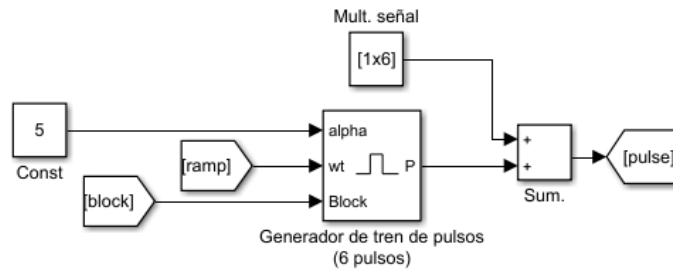 Mult. señal
[1x6]
5
Const
[ramp]
[block]
alpha
wt
P
Block
Generador de tren de pulsos
(6 pulsos)
+
+
Sum.
[pulse]